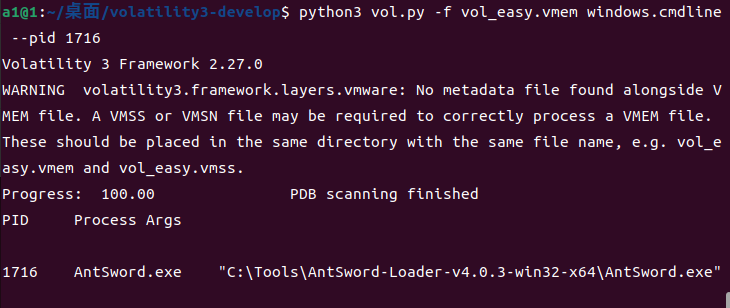 a1@1:~/桌面/volatility3-develop$ python3 vol.py -f vol_easy.vmem windows.cmdline
 --pid 1716
Volatility 3 Framework 2.27.0
WARNING  volatility3.framework.layers.vmware: No metadata file found alongside V
MEM file. A VMSS or VMSN file may be required to correctly process a VMEM file.
These should be placed in the same directory with the same file name, e.g. vol_e
asy.vmem and vol_easy.vmss.
Progress:  100.00               PDB scanning finished
PID     Process Args

1716    AntSword.exe    "C:\Tools\AntSword-Loader-v4.0.3-win32-x64\AntSword.exe"